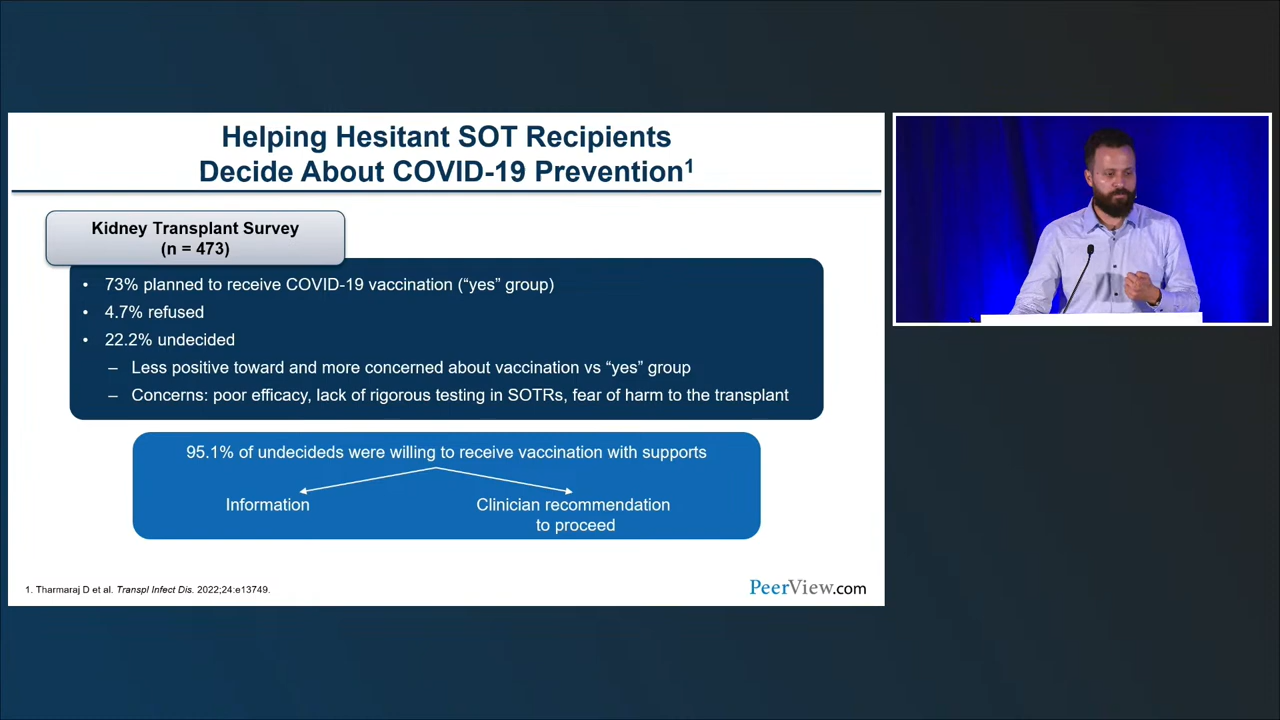 Helping Hesitant SOT Recipients
Decide About COVID-19 Prevention¹
Kidney Transplant Survey
(n = 473)
• 73% planned to receive COVID-19 vaccination (“yes” group)
• 4.7% refused
• 22.2% undecided
– Less positive toward and more concerned about vaccination vs “yes” group
– Concerns: poor efficacy, lack of rigorous testing in SOTRs, fear of harm to the transplant
95.1% of undecideds were willing to receive vaccination with supports
Information
Clinician recommendation
to proceed
1. Tharmaraj D et al. Transpl Infect Dis. 2022;24:e13749.
PeerView.com